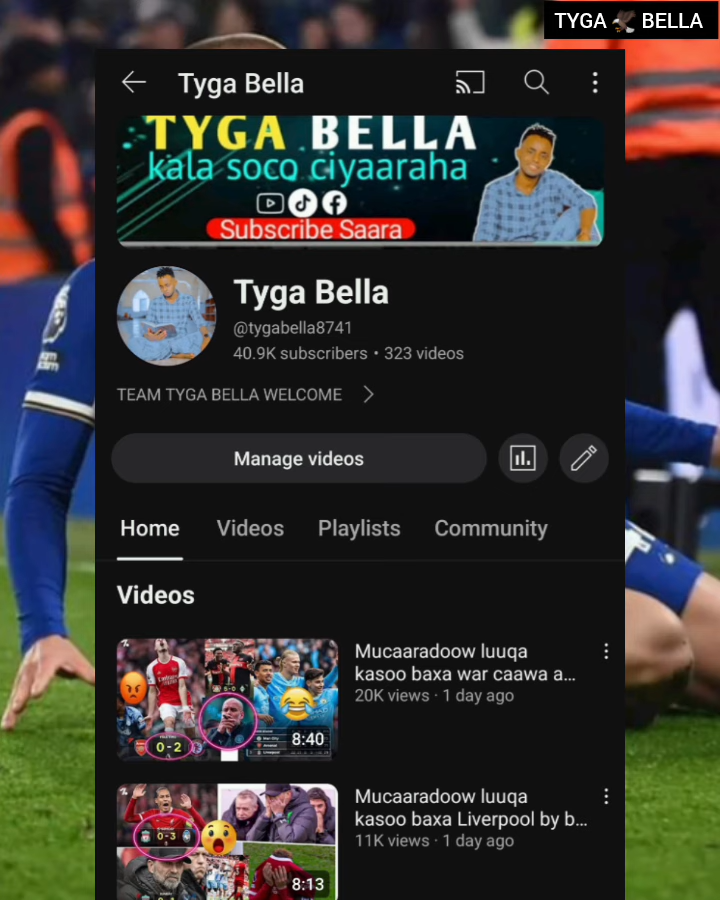 TYGA 🦅 BELLA
Tyga Bella
TYGA BELLA
kala soco ciyaaraha
Subscribe Saara
Tyga Bella
@tygabella8741
40.9K subscribers • 323 videos
TEAM TYGA BELLA WELCOME
Manage videos
Home Videos Playlists Community
Videos
Mucaaradoow luuqa
kasoo baxa war caawa a...
20K views · 1 day ago
0-2
8:40
Mucaaradoow luuqa
kasoo baxa Liverpool by b...
11K views · 1 day ago
0-3
8:13